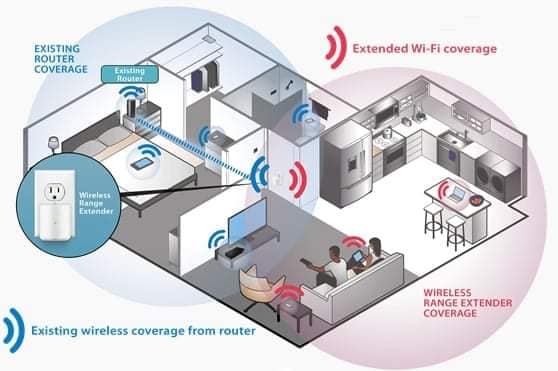 EXISTING
ROUTER
COVERAGE
Existing
Router
Extended Wi-Fi coverage
Wireless
Range
Extender
WIRELESS
RANGE EXTENDER
COVERAGE
Existing wireless coverage from router